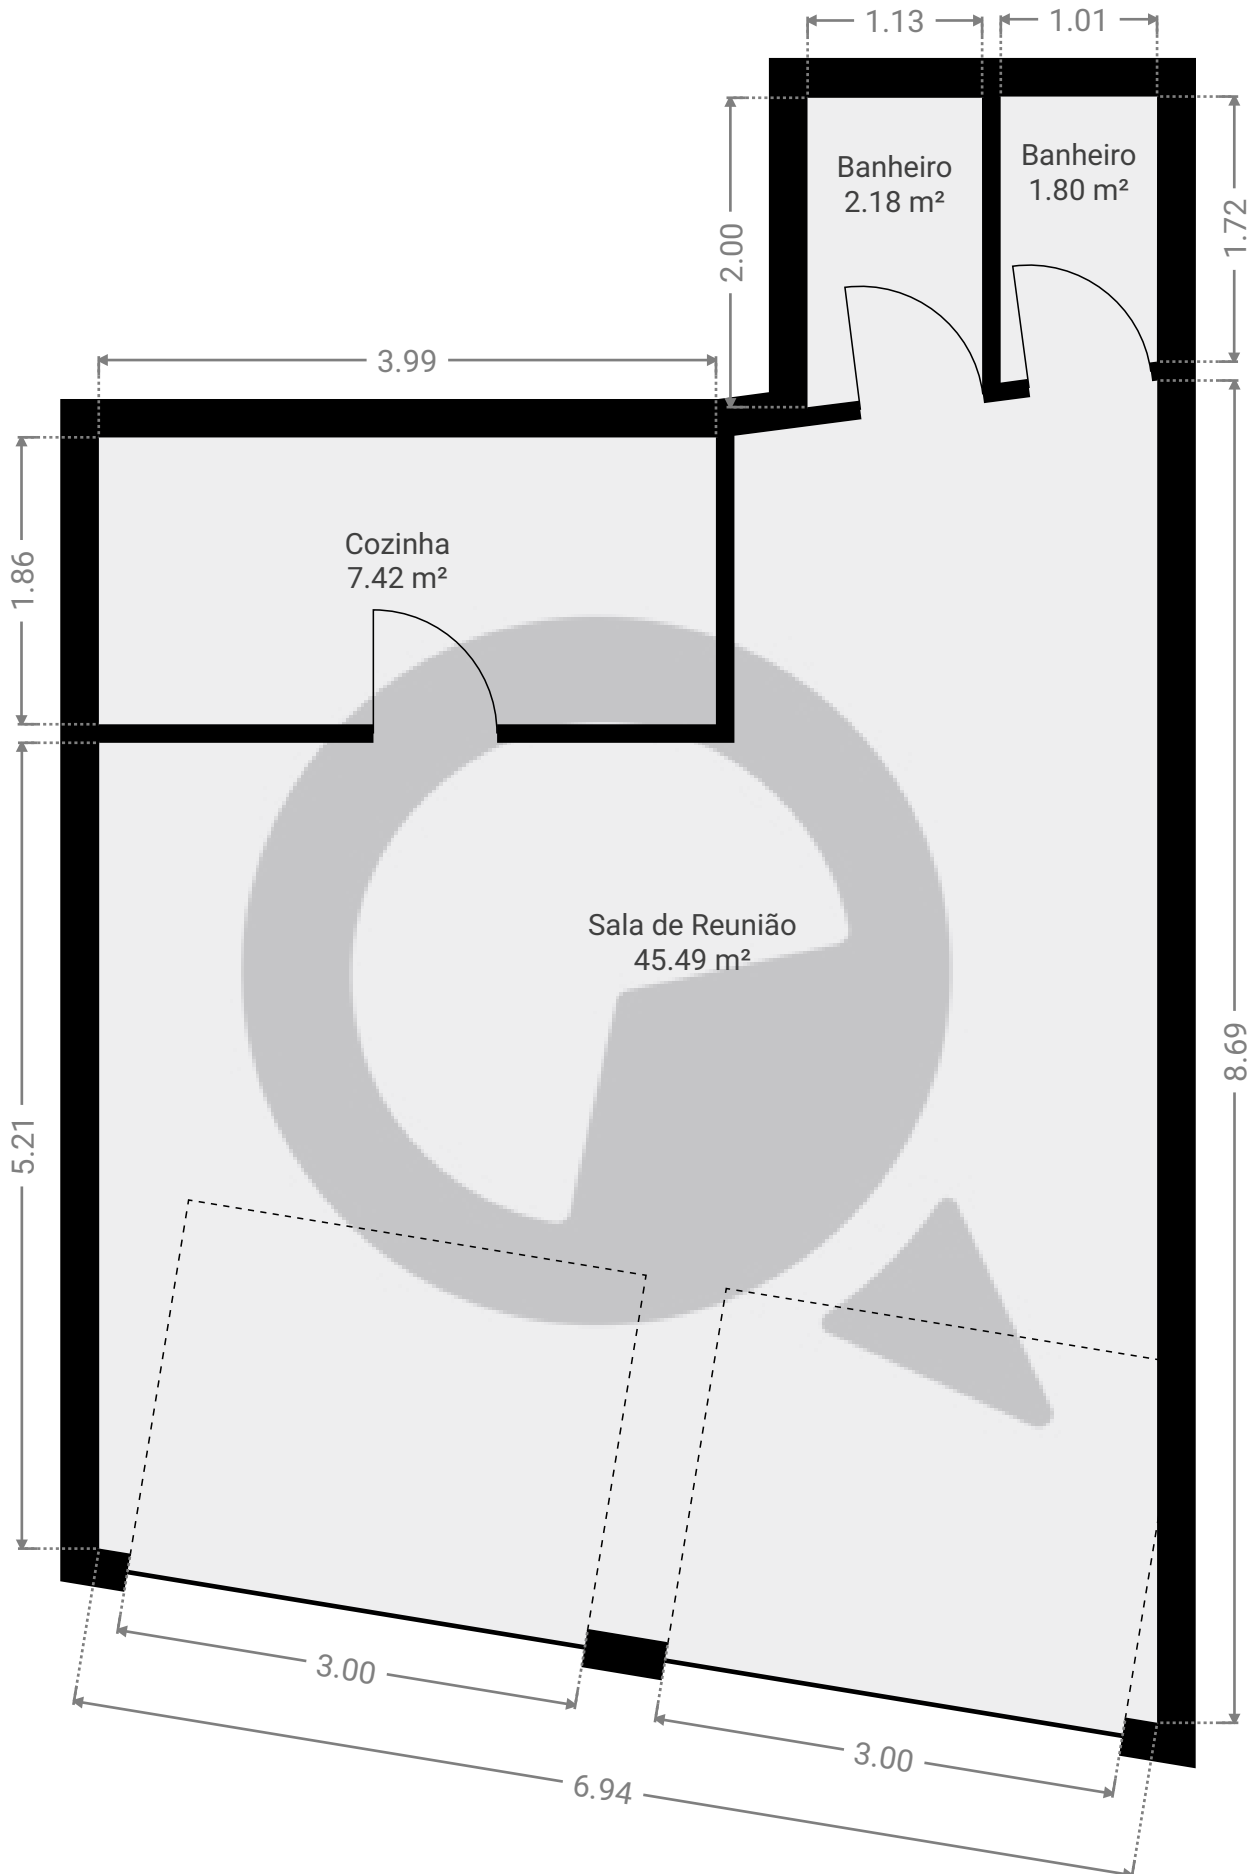 1.13
1.01
Banheiro
2.18 m²
Banheiro
1.80 m²
2.00
1.72
3.99
Cozinha
7.42 m²
1.86
Sala de Reunião
45.49 m²
8.69
5.21
3.00
3.00
6.94